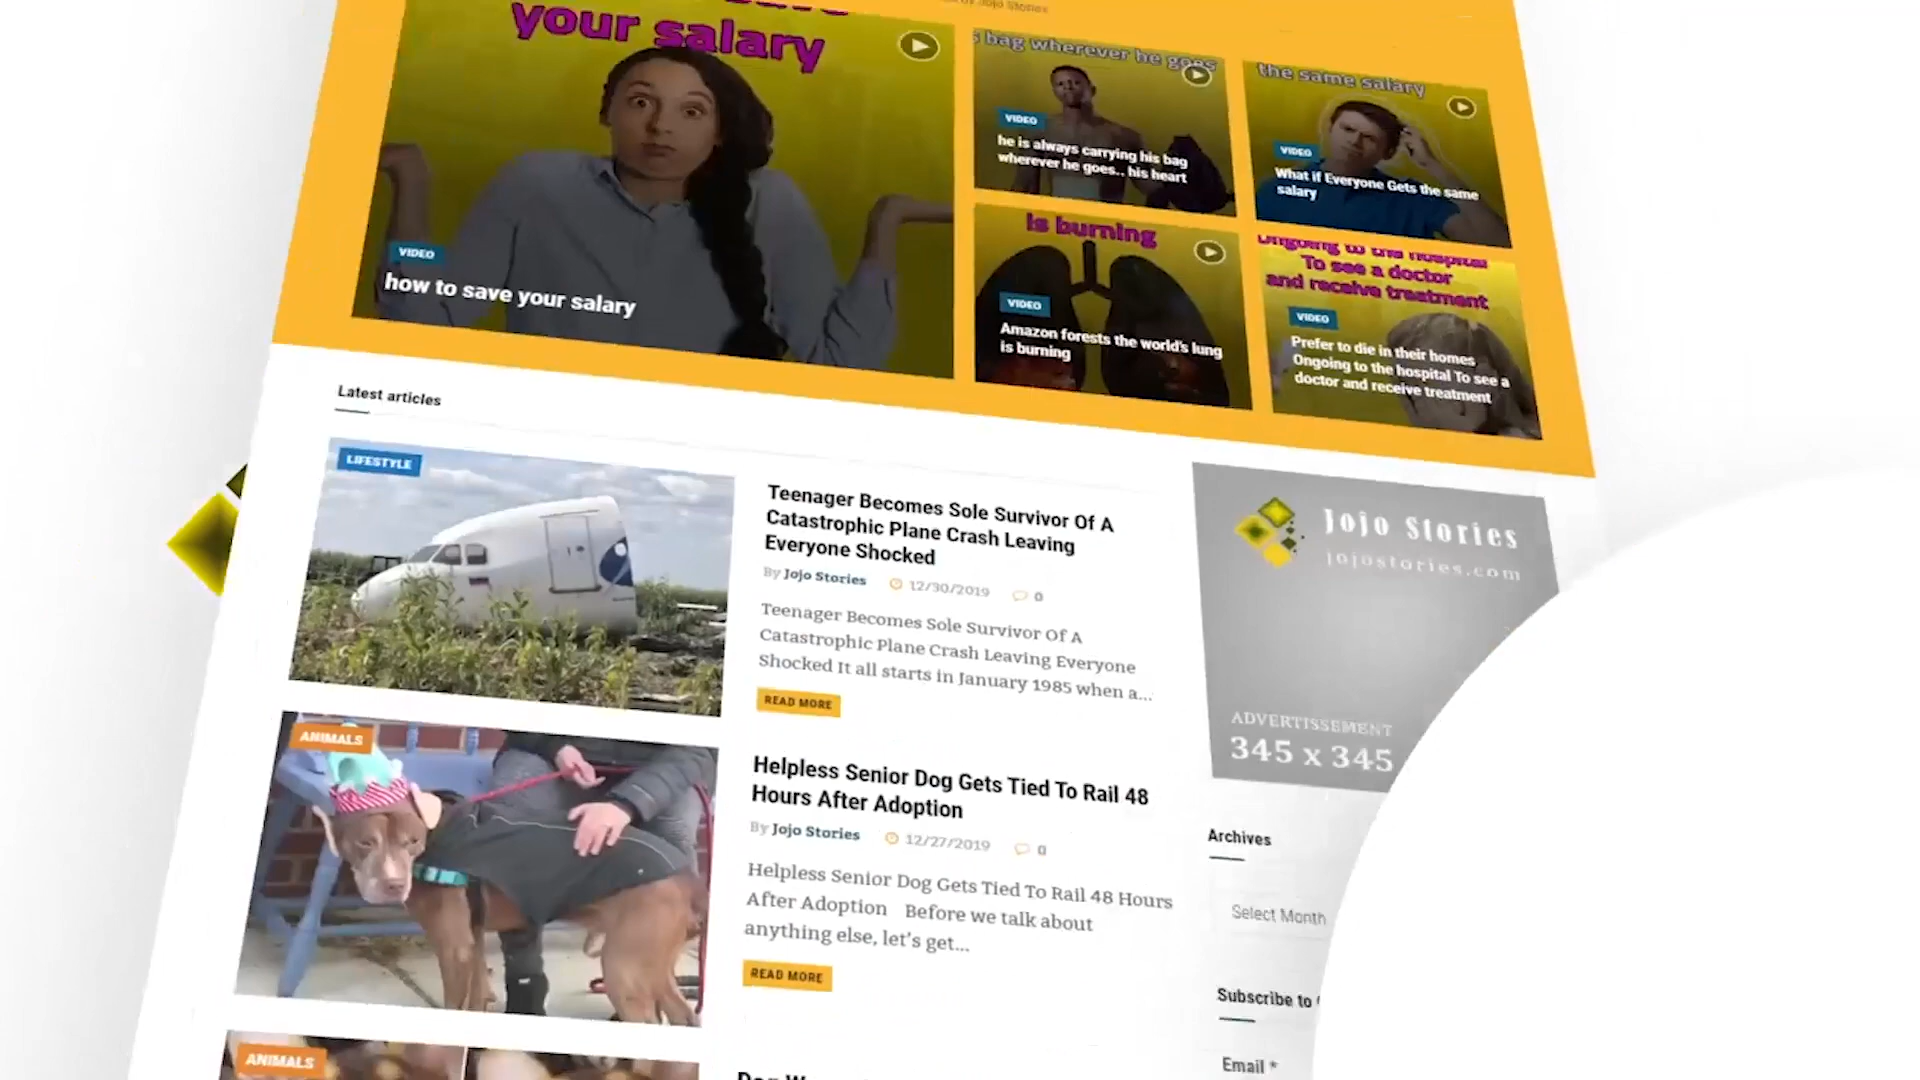 your salary
by Jojo Stories
VIDEO
how to save your salary
s bag wherever he goes
VIDEO
he is always carrying his bag
wherever he goes.. his heart
the same salary
VIDEO
What if Everyone Gets the same
salary
is burning
VIDEO
Amazon forests the world's lung
is burning
Ongoing to the hospital
To see a doctor
and receive treatment
VIDEO
Prefer to die in their homes
Ongoing to the hospital To see a
doctor and receive treatment
Latest articles
LIFESTYLE
Teenager Becomes Sole Survivor Of A
Catastrophic Plane Crash Leaving
Everyone Shocked
By Jojo Stories 12/30/2019 0
Teenager Becomes Sole Survivor Of A
Catastrophic Plane Crash Leaving Everyone
Shocked It all starts in January 1985 when a...
READ MORE
Jojo Stories
jojostories.com
ADVERTISSEMENT
345 x 345
ANIMALS
Helpless Senior Dog Gets Tied To Rail 48
Hours After Adoption
By Jojo Stories 12/27/2019 0
Helpless Senior Dog Gets Tied To Rail 48 Hours
After Adoption Before we talk about
anything else, let's get...
READ MORE
Archives
Select Month
Subscribe to
Email *
ANIMALS
Dog